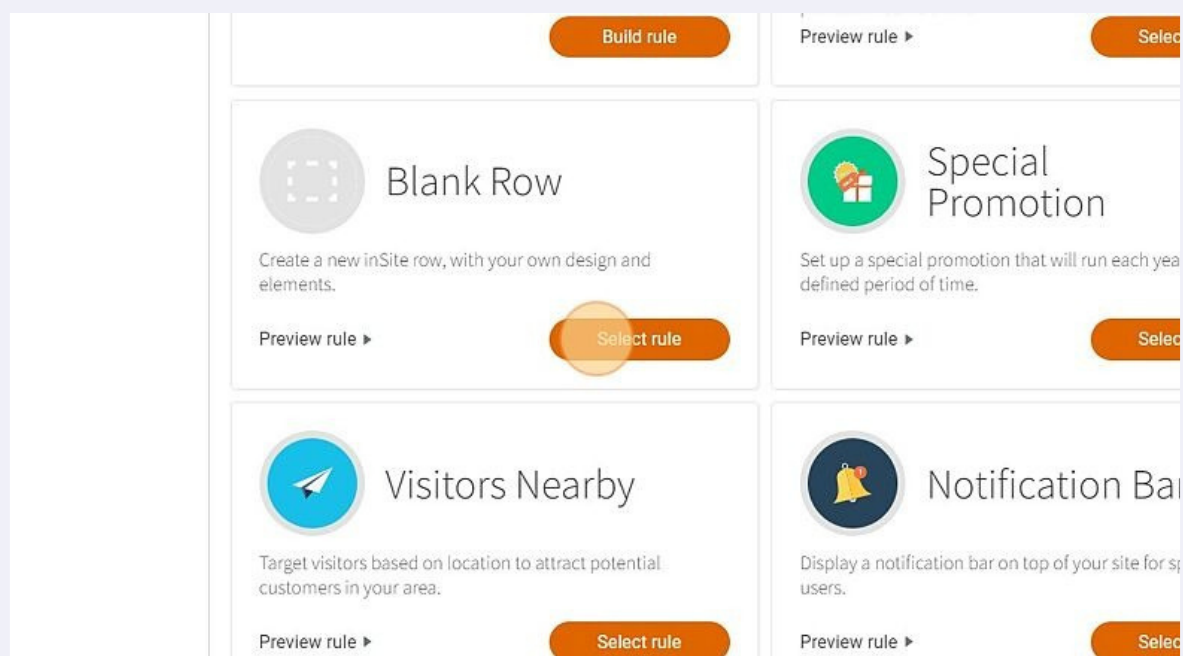 Build rule
Preview rule
Blank Row
Create a new inSite row, with your own design and
elements.
Preview rule
Select rule
Special
Promotion
Set up a special promotion that will run each
defined period of time.
Preview rule
Visitors Nearby
Target visitors based on location to attract potential
customers in your area.
Preview rule
Select rule
Notification
Display a notification bar on top of your site for
users.
Preview rule